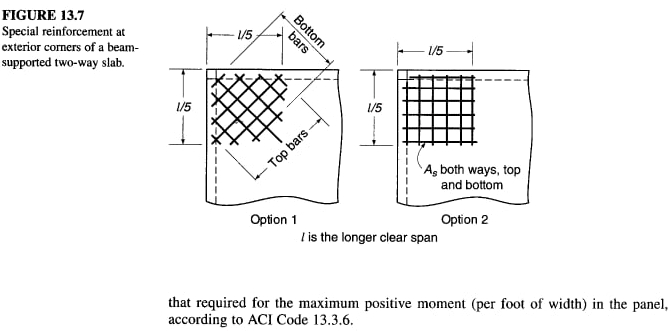 FIGURE 13.7
Special reinforcement at
exterior corners of a beam-
supported two-way slab.
l/5
Bottom
bars
l/5
Top bars
Option 1
l/5
l/5
As both ways, top
and bottom
Option 2
l is the longer clear span
that required for the maximum positive moment (per foot of width) in the panel,
according to ACI Code 13.3.6.